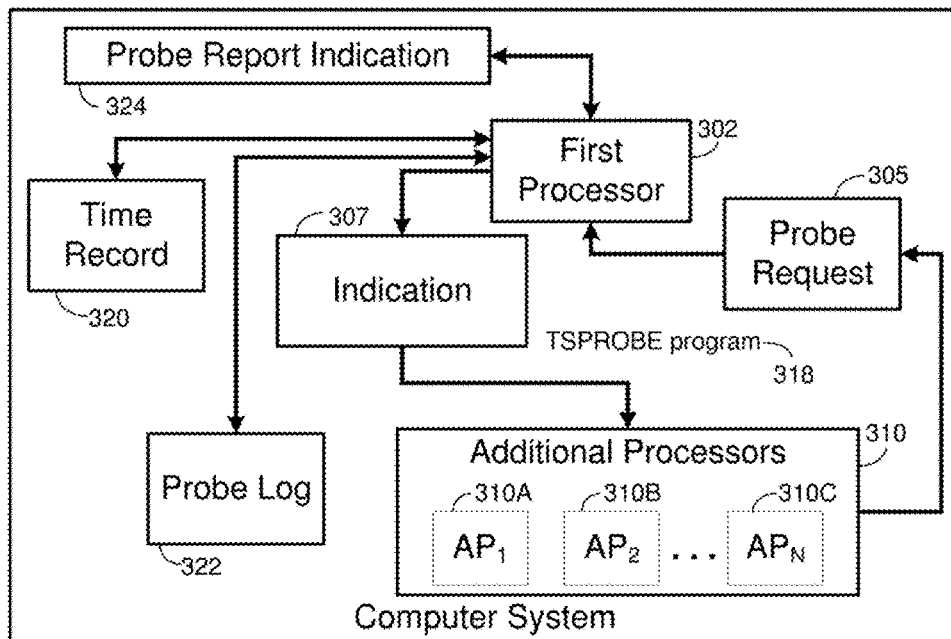 Probe Report Indication
324
First
Processor
302
305
Time
Record
320
307
Indication
Probe
Request
TSPROBE program
318
310
Additional Processors
310A
310B
310C
AP₁
AP₂
...
APN
Probe Log
322
Computer System